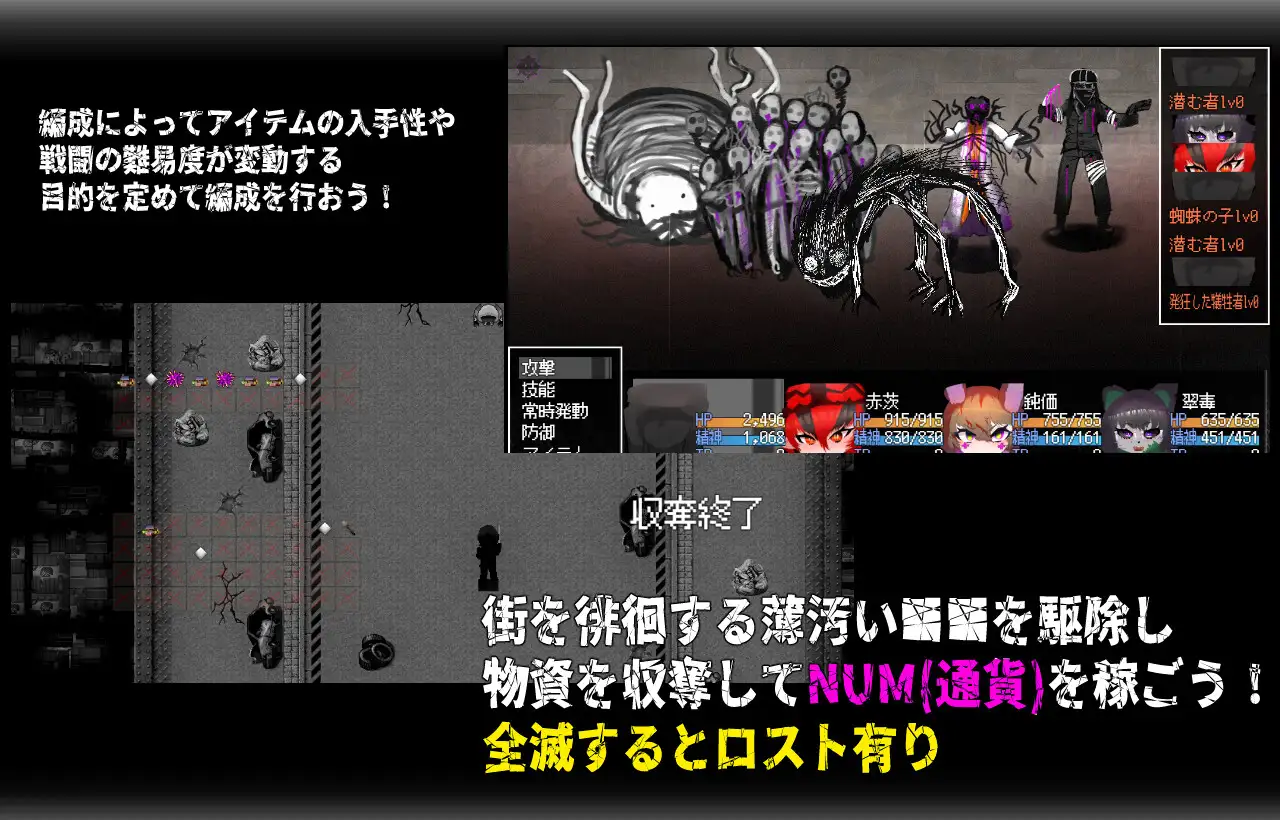 編成によってアイテムの入手性や
戦闘の難易度が変動する
目的を定めて編成を行おう！
潜む者lv0
蜘蛛の子lv0
潜む者lv0
発狂した犠牲者lv0
攻撃
技能
常時発動
防御
HP 2,496
精神 1,068
赤茨
HP 915/915
精神 830/830
鈍価
HP 755/755
精神 161/161
翠毒
HP 635/635
精神 451/451
収奪終了
街を徘徊する薄汚い■■を駆除し
物資を収奪してNUM(通貨)を稼ごう！
全滅するとロスト有り